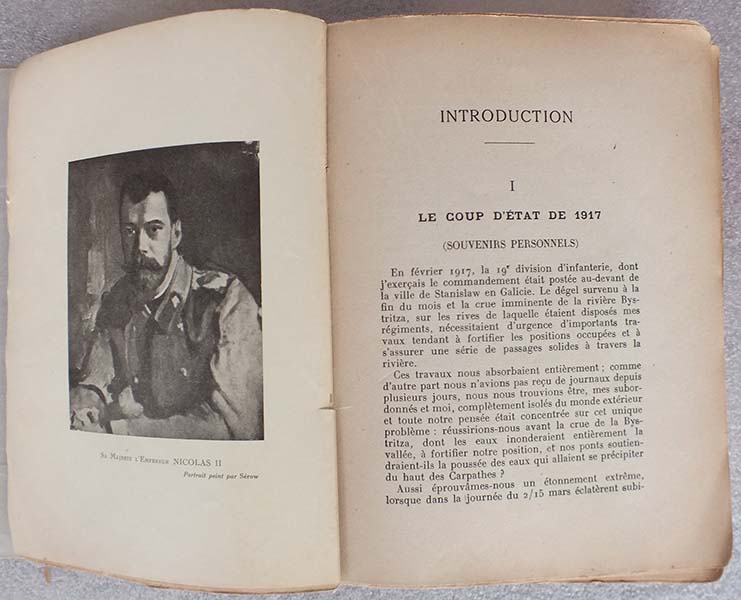 Sa Majesté l'Empereur NICOLAS II
Portrait peint par Sérow
INTRODUCTION
I
LE COUP D'ÉTAT DE 1917
(SOUVENIRS PERSONNELS)
En février 1917, la 19e division d'infanterie, dont
j'exerçais le commandement était postée au-devant de
la ville de Stanislaw en Galicie. Le dégel survenu à la
fin du mois et la crue imminente de la rivière Bys-
tritza, sur les rives de laquelle étaient disposés mes
régiments, nécessitaient d'urgence d'importants tra-
vaux tendant à fortifier les positions occupées et à
s'assurer une série de passages solides à travers la
rivière.
Ces travaux nous absorbaient entièrement ; comme
d'autre part nous n'avions pas reçu de journaux depuis
plusieurs jours, nous nous trouvions être, mes subor-
donnés et moi, complètement isolés du monde extérieur
et toute notre pensée était concentrée sur cet unique
problème : réussirions-nous avant la crue de la Bys-
tritza, dont les eaux inonderaient entièrement la
vallée, à fortifier notre position, et nos ponts soutien-
draient-ils la poussée des eaux qui allaient se précipiter
du haut des Carpathes ?
Aussi éprouvâmes-nous un étonnement extrême,
lorsque dans la journée du 2/15 mars éclatèrent subi-